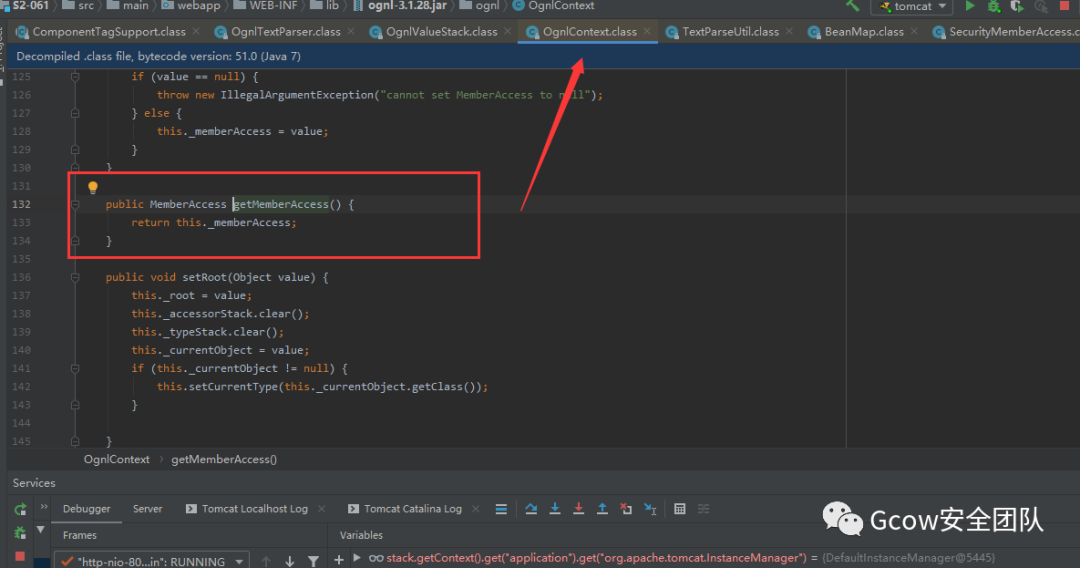 S2-061 src main webapp WEB-INF lib ognl-3.1.28.jar ognl OgnlContext tomcat
ComponentTagSupport.class OgnlTextParser.class OgnlValueStack.class OgnlContext.class TextParseUtil.class BeanMap.class SecurityMemberAccess.c
Decompiled .class file, bytecode version: 51.0 (Java 7)
125 if (value == null) {
126 throw new IllegalArgumentException("cannot set MemberAccess to null");
127 } else {
128 this._memberAccess = value;
129 }
130 }
131
132 public MemberAccess getMemberAccess() {
133 return this._memberAccess;
134 }
135
136 public void setRoot(Object value) {
137 this._root = value;
138 this._accessorStack.clear();
139 this._typeStack.clear();
140 this._currentObject = value;
141 if (this._currentObject != null) {
142 this.setCurrentType(this._currentObject.getClass());
143 }
144
145 }
OgnlContext getMemberAccess()
Services
Debugger Server Tomcat Localhost Log Tomcat Catalina Log
Gcow安全团队
Frames Variables
"http-nio-80...in": RUNNING
stack.getContext().get("application").get("org.apache.tomcat.InstanceManager") = {DefaultInstanceManager@5445}